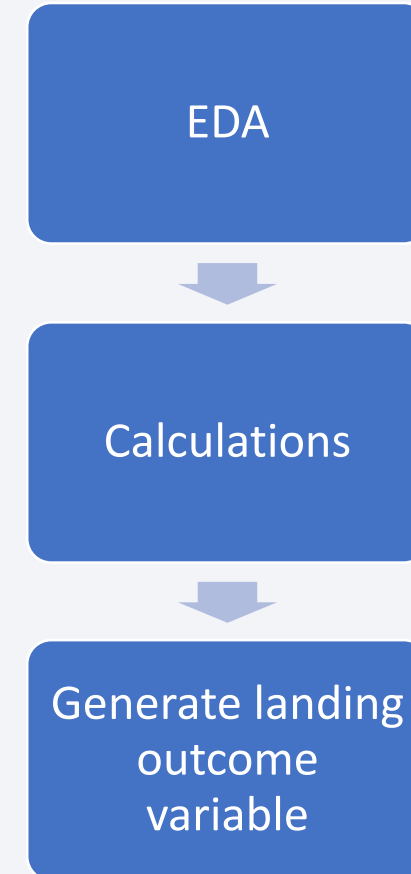 EDA
Calculations
Generate landing
outcome
variable